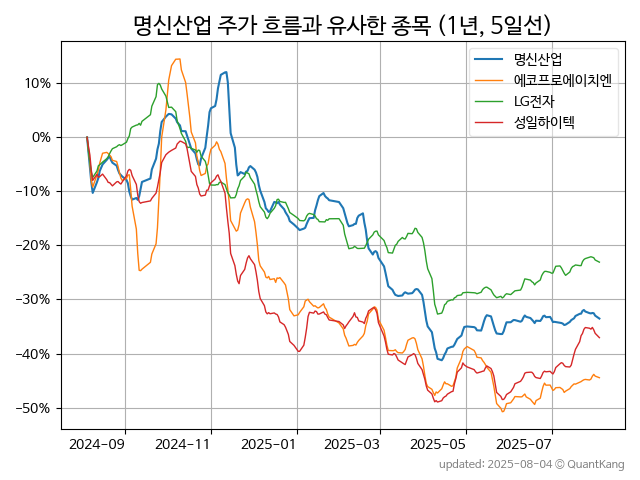 명신산업 주가 흐름과 유사한 종목 (1년, 5일선)
명신산업
에코프로에이치엔
LG전자
성일하이텍
10%
0%
−10%
−20%
−30%
−40%
−50%
2024-09
2024-11
2025-01
2025-03
2025-05
2025-07
updated: 2025-08-04 © QuantKang